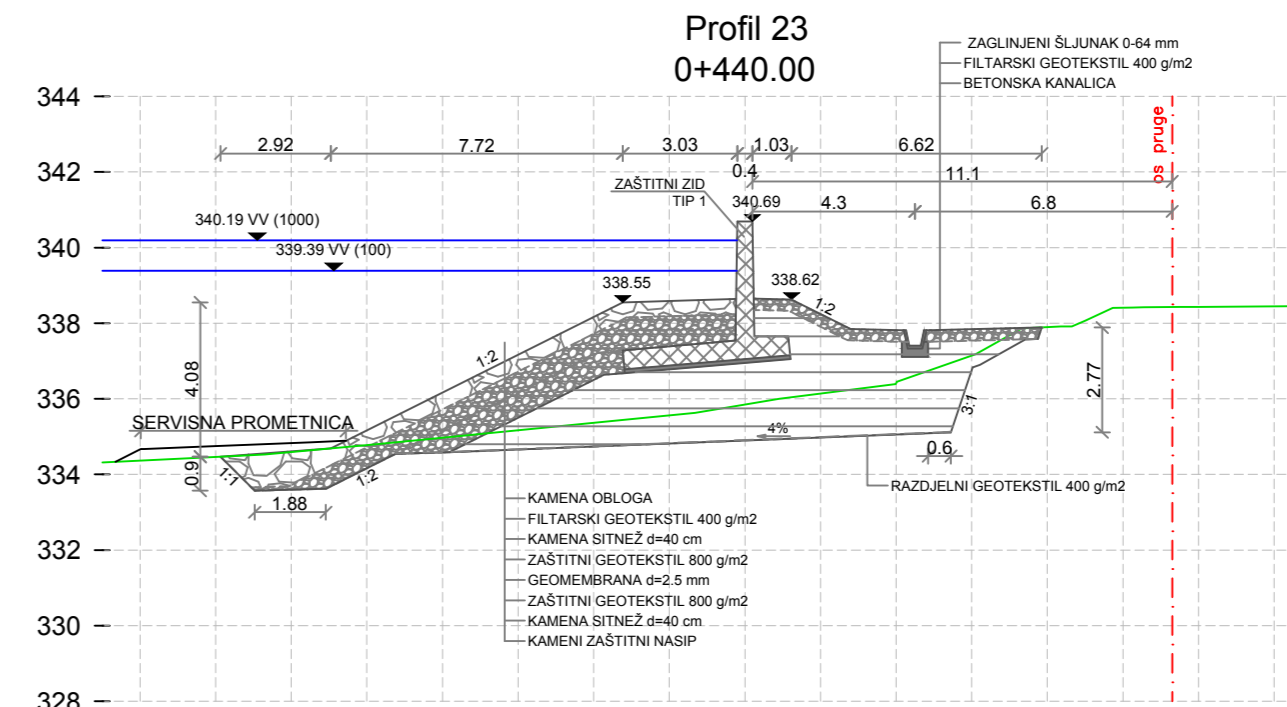 Profil 23
0+440.00
ZAGLINJENI ŠLJUNAK 0-64 mm
FILTARSKI GEOTEKSTIL 400 g/m2
BETONSKA KANALICA
344
342
340
338
336
334
332
330
328
2.92
7.72
3.03
1.03
6.62
0.4
11.1
os pruge
ZAŠTITNI ZID
TIP 1
340.69
4.3
6.8
340.19 VV (1000)
339.39 VV (100)
338.55
338.62
1:2
1:2
4.08
2.77
SERVISNA PROMETNICA
3:1
4%
0.9
1:1
1:2
0.6
1.88
RAZDJELNI GEOTEKSTIL 400 g/m2
KAMENA OBLOGA
FILTARSKI GEOTEKSTIL 400 g/m2
KAMENA SITNEŽ d=40 cm
ZAŠTITNI GEOTEKSTIL 800 g/m2
GEOMEMBRANA d=2.5 mm
ZAŠTITNI GEOTEKSTIL 800 g/m2
KAMENA SITNEŽ d=40 cm
KAMENI ZAŠTITNI NASIP